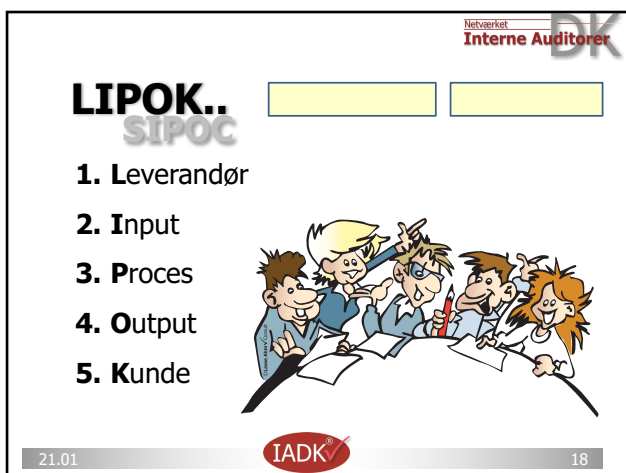 Netværket
Interne Auditorer
DK
LIPOK..
SIPOC
1. Leverandør
2. Input
3. Proces
4. Output
5. Kunde
21.01
IADK®
18